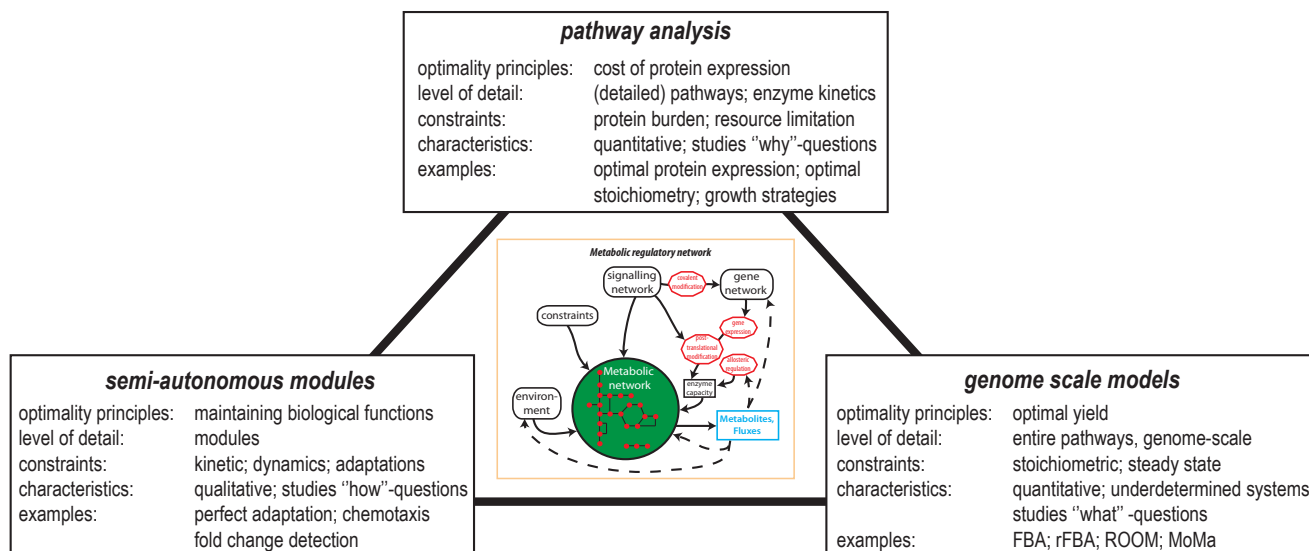 pathway analysis
optimality principles: cost of protein expression
level of detail: (detailed) pathways; enzyme kinetics
constraints: protein burden; resource limitation
characteristics: quantitative; studies ‘’why’’-questions
examples: optimal protein expression; optimal
stoichiometry; growth strategies
Metabolic regulatory network
signalling
network
covalent
modification
gene
network
constraints
gene
expression
post-
translational
modification
allosteric
regulation
Metabolic
network
enzyme
capacity
environ-
ment
Metabolites,
Fluxes
semi-autonomous modules
optimality principles: maintaining biological functions
level of detail: modules
constraints: kinetic; dynamics; adaptations
characteristics: qualitative; studies ‘’how’’-questions
examples: perfect adaptation; chemotaxis
fold change detection
genome scale models
optimality principles: optimal yield
level of detail: entire pathways, genome-scale
constraints: stoichiometric; steady state
characteristics: quantitative; underdetermined systems
studies ‘’what’’ -questions
examples: FBA; rFBA; ROOM; MoMa